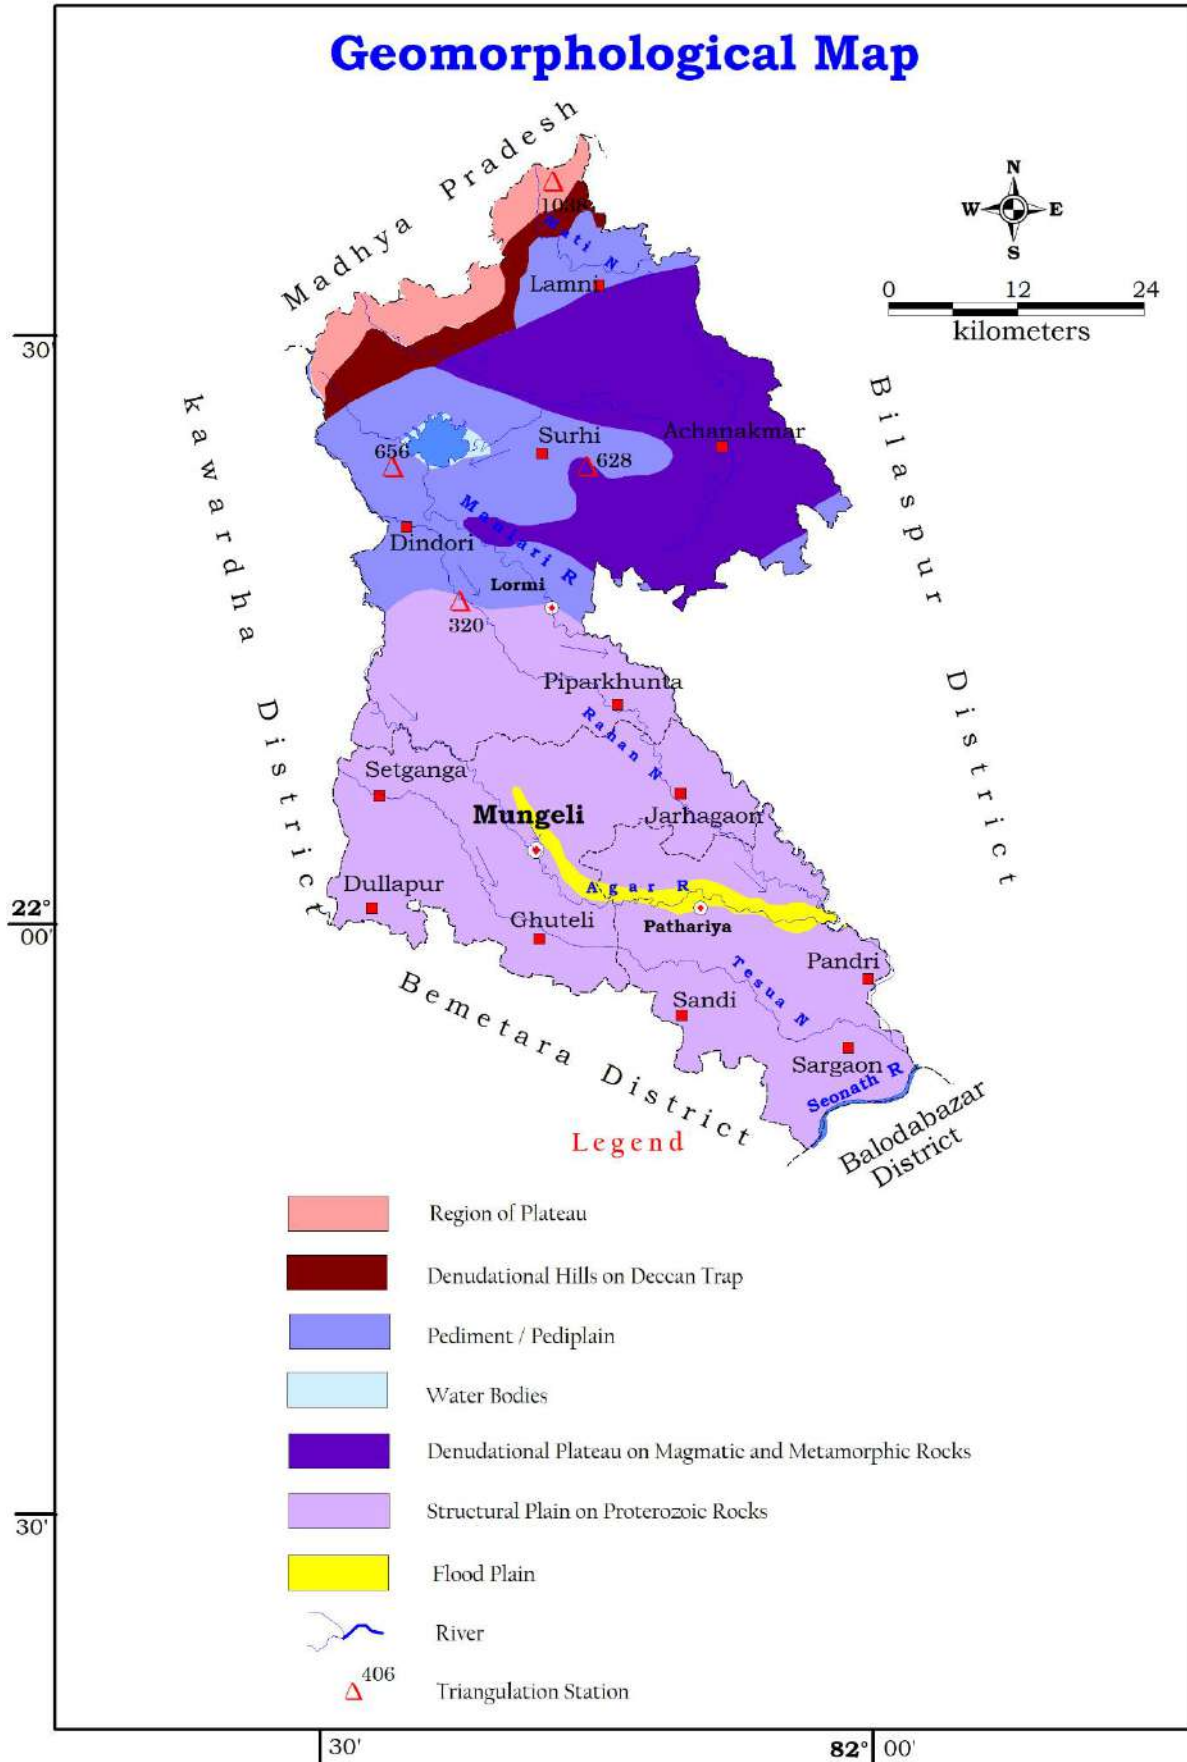 Geomorphological Map
Madhya Pradesh
N
W E
S
0 12 24
kilometers
1038
Mati N
Lamni
30'
kawardha District
Bilaspur District
656
Surhi
628
Achanakmar
Maniari R
Dindori
Lormi
320
Piparkhunta
Rahan N
Setganga
Mungeli
Jarhagaon
Dullapur
Agar R
22°
00'
Ghuteli
Pathariya
Pandri
Tesua N
Sandi
Bemetara District
Sargaon
Seonath R
Balodabazar
District
Legend
Region of Plateau
Denudational Hills on Deccan Trap
Pediment / Pediplain
Water Bodies
Denudational Plateau on Magmatic and Metamorphic Rocks
Structural Plain on Proterozoic Rocks
30'
Flood Plain
River
406
Triangulation Station
30'
82° 00'